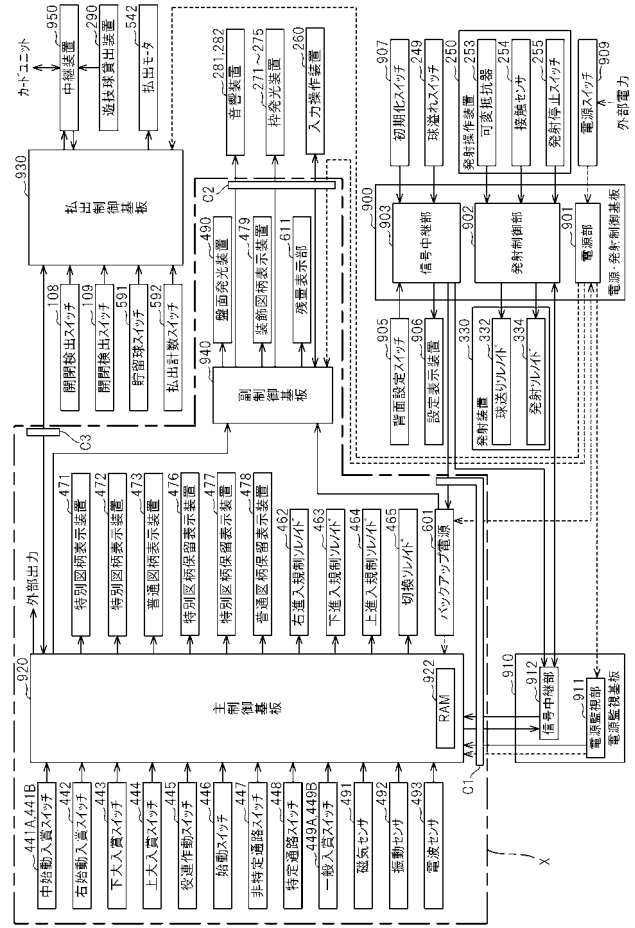 441A,441B
中始動入賞スイッチ
442
右始動入賞スイッチ
443
下大入賞スイッチ
444
上大入賞スイッチ
445
役連作動スイッチ
446
始動スイッチ
447
非特定通路スイッチ
448
特定通路スイッチ
449A,449B
一般入賞スイッチ
491
磁気センサ
492
振動センサ
493
電波センサ
920
主制御基板
922
RAM
外部出力
471
特別図柄表示装置
472
特別図柄表示装置
473
普通図柄表示装置
476
特別図柄保留表示装置
477
特別図柄保留表示装置
478
普通図柄保留表示装置
462
右進入規制ソレノイド
463
下進入規制ソレノイド
464
上進入規制ソレノイド
465
切換ソレノイド
601
バックアップ電源
C1
X
C3
108
開閉検出スイッチ
109
開閉検出スイッチ
591
貯留球スイッチ
592
払出計数スイッチ
930
払出制御基板
カードユニット
950
中継装置
290
遊技球貸出装置
542
払出モータ
940
副制御基板
490
盤面発光装置
479
装飾図柄表示装置
611
残量表示部
C2
281,282
音響装置
271〜275
枠発光装置
260
入力操作装置
905
背面設定スイッチ
906
設定表示装置
330
発射装置
332
球送りソレノイド
334
発射ソレノイド
900
903
信号中継部
902
発射制御部
901
電源部
電源・発射制御基板
907
初期化スイッチ
249
球溢れスイッチ
250
発射操作装置
253
可変抵抗器
254
接触センサ
255
発射停止スイッチ
909
電源スイッチ
外部電力
910
912
信号中継部
911
電源監視部
電源監視基板